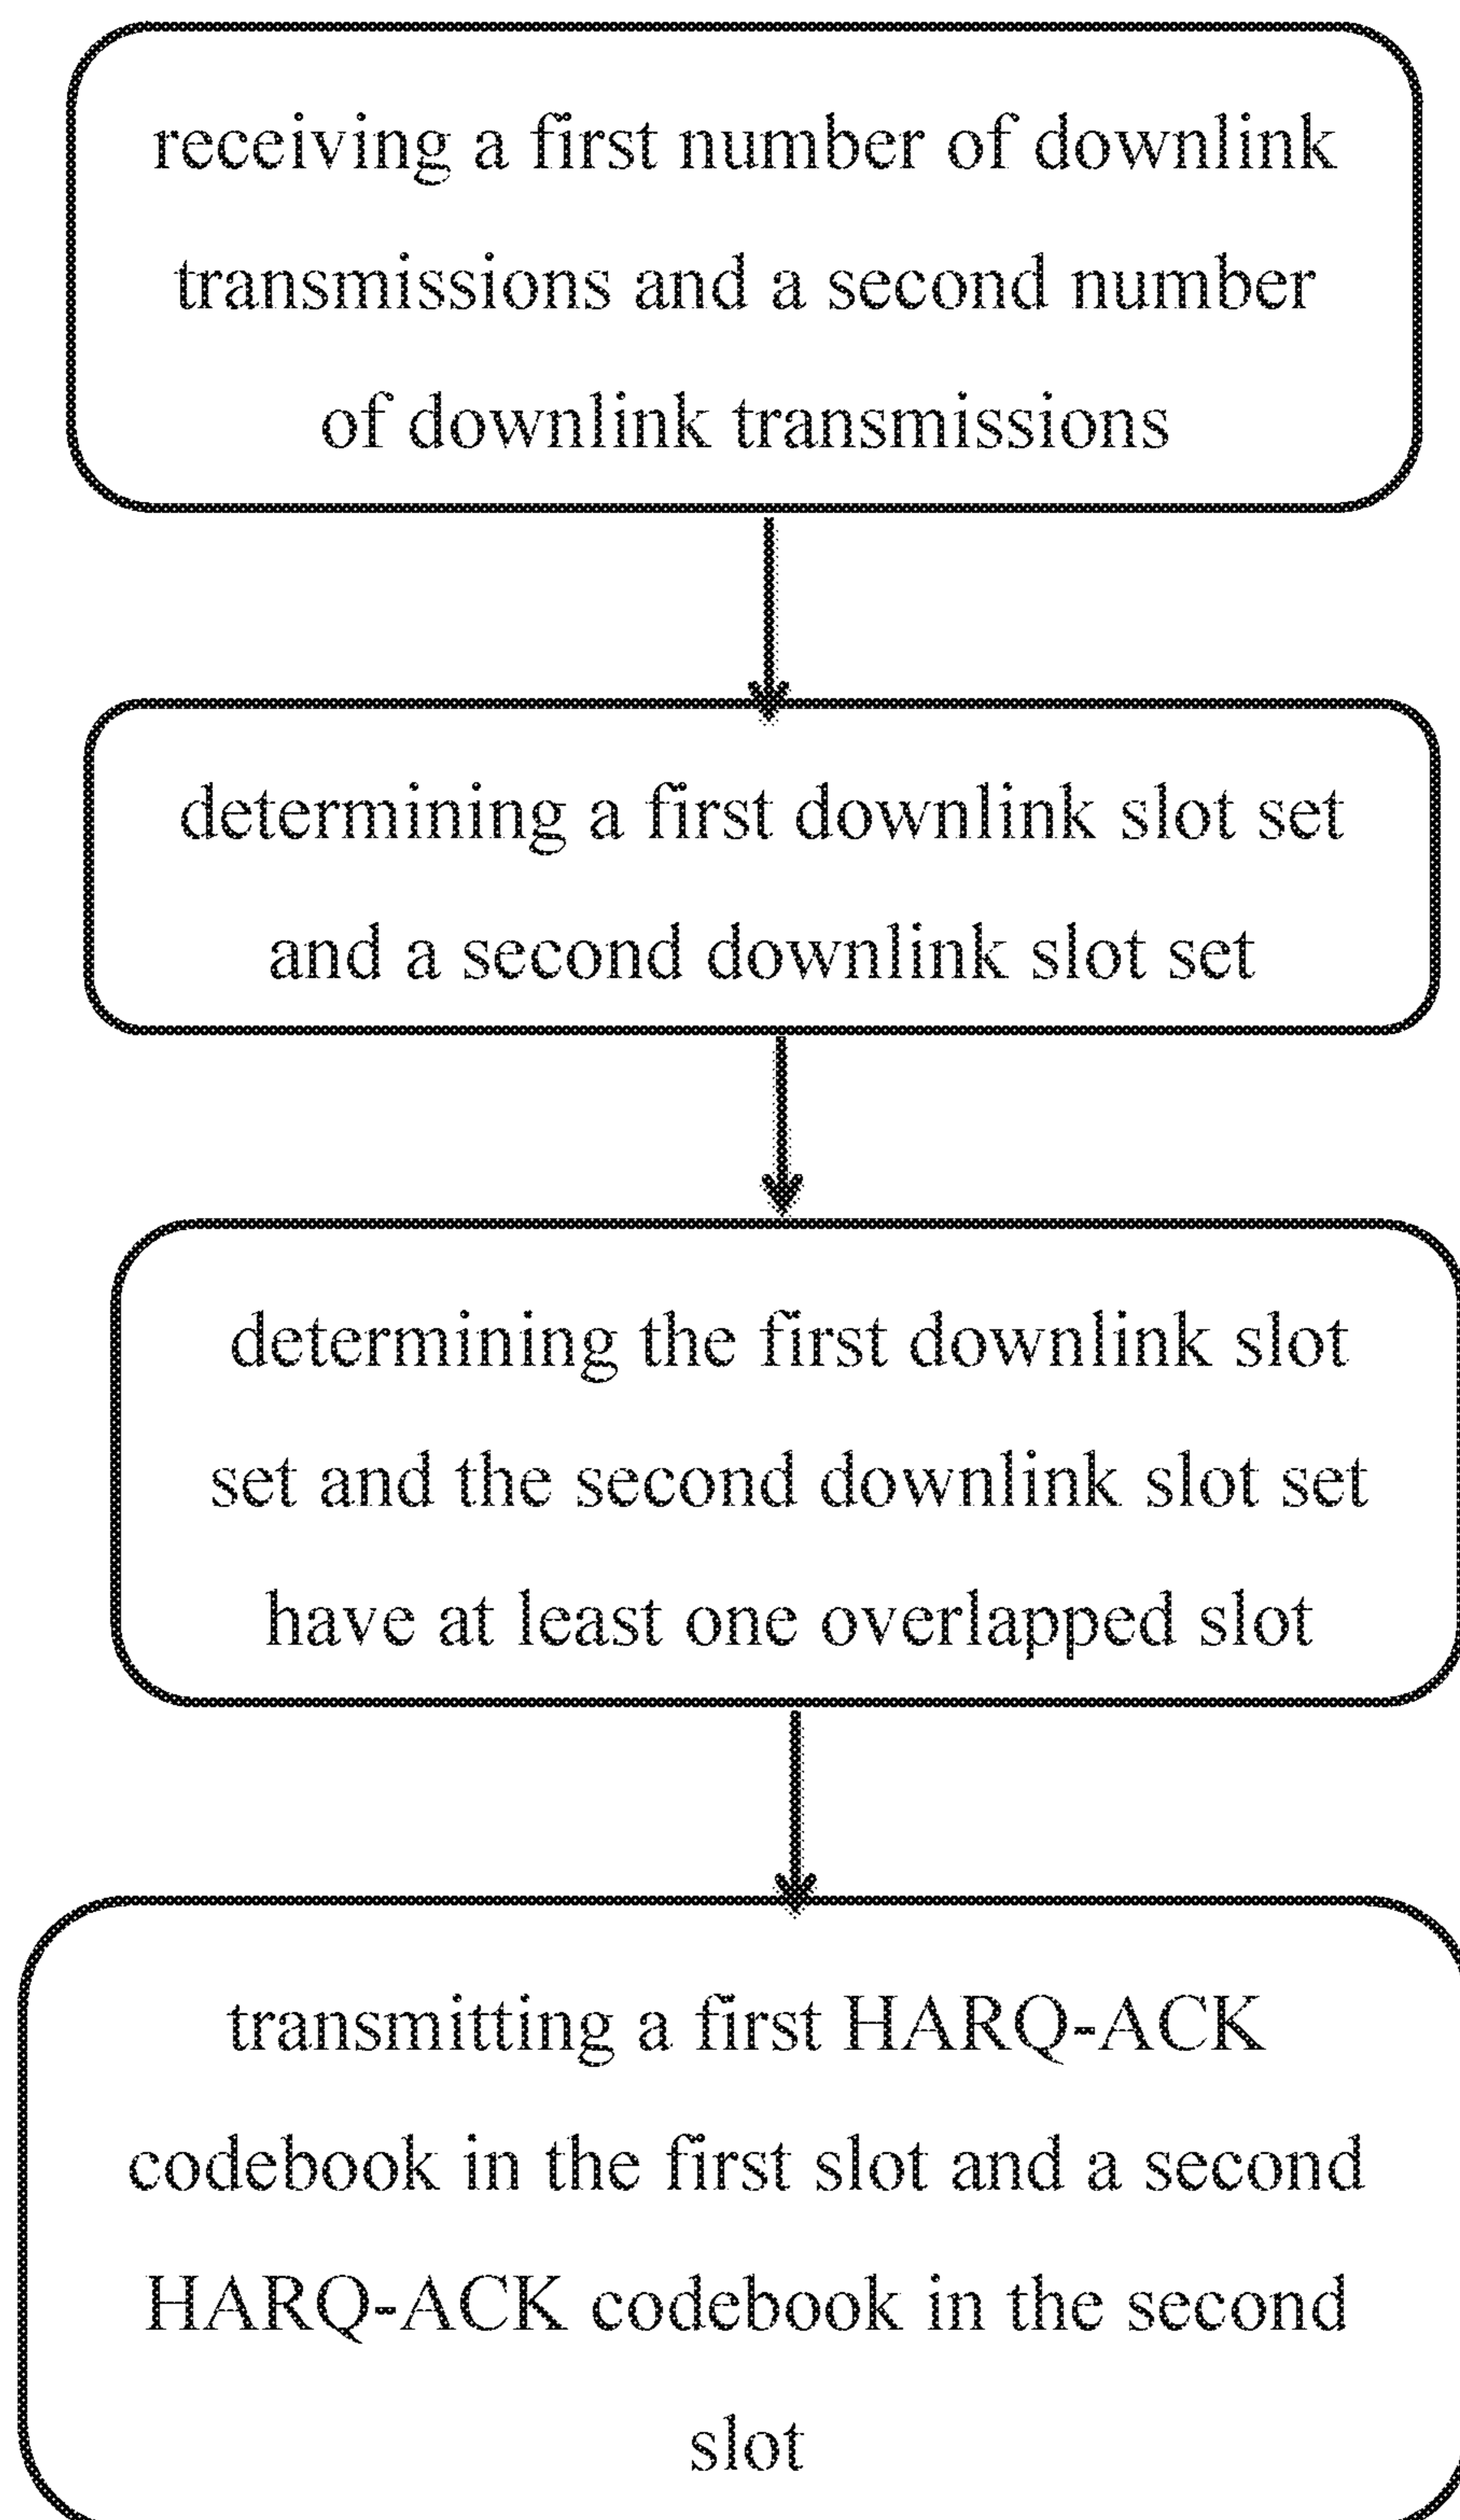 receiving a first number of downlink
transmissions and a second number
of downlink transmissions
determining a first downlink slot set
and a second downlink slot set
determining the first downlink slot
set and the second downlink slot set
have at least one overlapped slot
transmitting a first HARQ-ACK
codebook in the first slot and a second
HARQ-ACK codebook in the second
slot